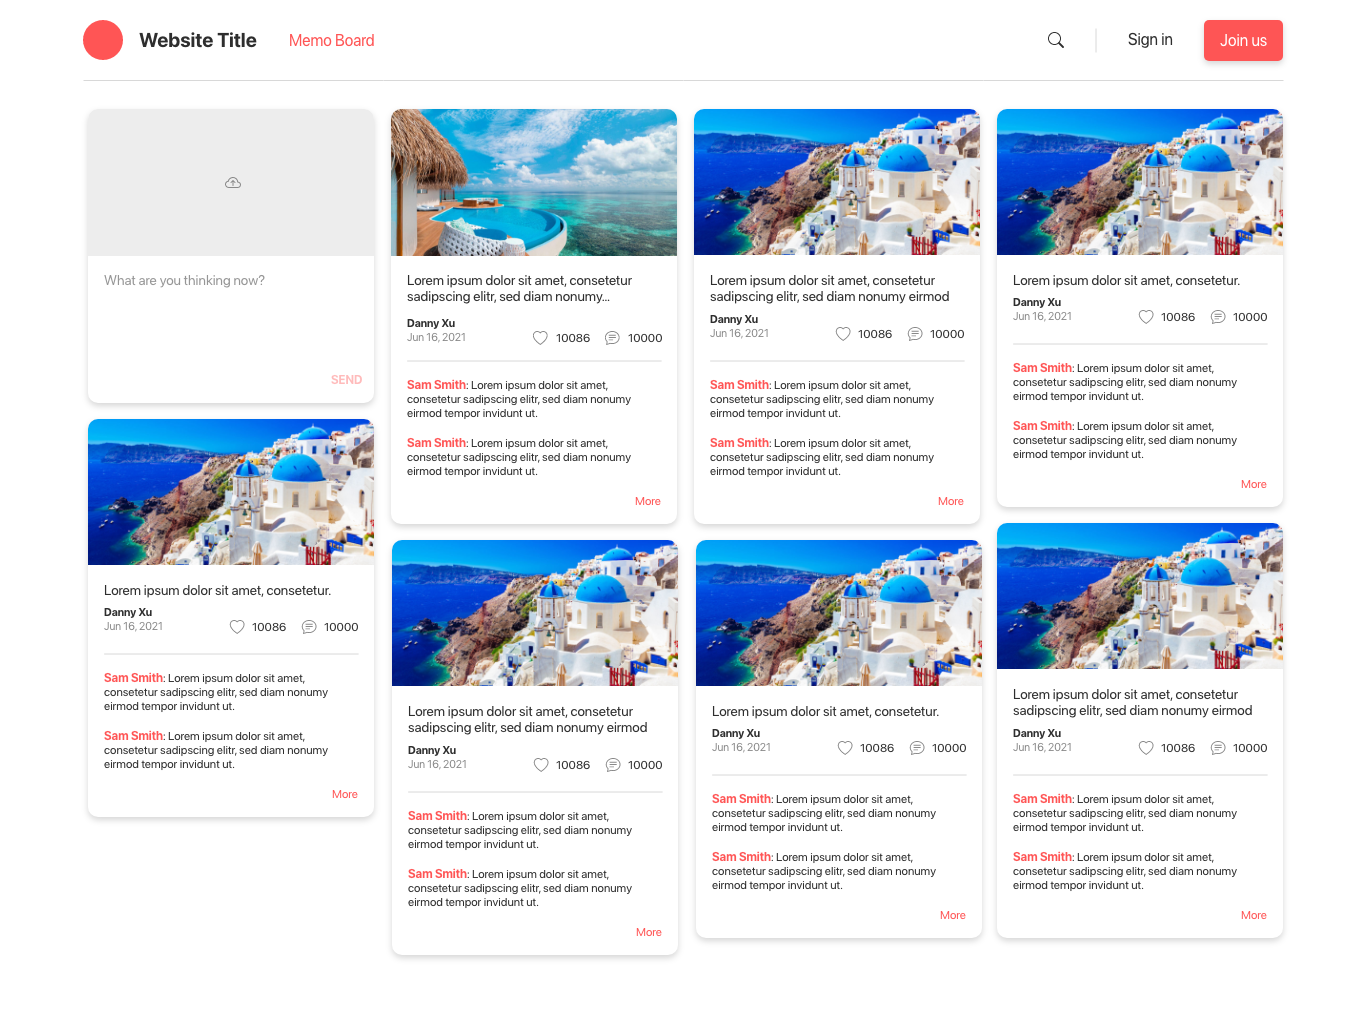 Website Title
Memo Board
Sign in
Join us
What are you thinking now?
SEND
Lorem ipsum dolor sit amet, consetetur.
Danny Xu
Jun 16, 2021
10086
10000
Sam Smith: Lorem ipsum dolor sit amet,
consetetur sadipscing elitr, sed diam nonumy
eirmod tempor invidunt ut.
Sam Smith: Lorem ipsum dolor sit amet,
consetetur sadipscing elitr, sed diam nonumy
eirmod tempor invidunt ut.
More
Lorem ipsum dolor sit amet, consetetur
sadipscing elitr, sed diam nonumy...
Danny Xu
Jun 16, 2021
10086
10000
Sam Smith: Lorem ipsum dolor sit amet,
consetetur sadipscing elitr, sed diam nonumy
eirmod tempor invidunt ut.
Sam Smith: Lorem ipsum dolor sit amet,
consetetur sadipscing elitr, sed diam nonumy
eirmod tempor invidunt ut.
More
Lorem ipsum dolor sit amet, consetetur
sadipscing elitr, sed diam nonumy eirmod
Danny Xu
Jun 16, 2021
10086
10000
Sam Smith: Lorem ipsum dolor sit amet,
consetetur sadipscing elitr, sed diam nonumy
eirmod tempor invidunt ut.
Sam Smith: Lorem ipsum dolor sit amet,
consetetur sadipscing elitr, sed diam nonumy
eirmod tempor invidunt ut.
More
Lorem ipsum dolor sit amet, consetetur
sadipscing elitr, sed diam nonumy eirmod
Danny Xu
Jun 16, 2021
10086
10000
Sam Smith: Lorem ipsum dolor sit amet,
consetetur sadipscing elitr, sed diam nonumy
eirmod tempor invidunt ut.
Sam Smith: Lorem ipsum dolor sit amet,
consetetur sadipscing elitr, sed diam nonumy
eirmod tempor invidunt ut.
More
Lorem ipsum dolor sit amet, consetetur.
Danny Xu
Jun 16, 2021
10086
10000
Sam Smith: Lorem ipsum dolor sit amet,
consetetur sadipscing elitr, sed diam nonumy
eirmod tempor invidunt ut.
Sam Smith: Lorem ipsum dolor sit amet,
consetetur sadipscing elitr, sed diam nonumy
eirmod tempor invidunt ut.
More
Lorem ipsum dolor sit amet, consetetur.
Danny Xu
Jun 16, 2021
10086
10000
Sam Smith: Lorem ipsum dolor sit amet,
consetetur sadipscing elitr, sed diam nonumy
eirmod tempor invidunt ut.
Sam Smith: Lorem ipsum dolor sit amet,
consetetur sadipscing elitr, sed diam nonumy
eirmod tempor invidunt ut.
More
Lorem ipsum dolor sit amet, consetetur
sadipscing elitr, sed diam nonumy eirmod
Danny Xu
Jun 16, 2021
10086
10000
Sam Smith: Lorem ipsum dolor sit amet,
consetetur sadipscing elitr, sed diam nonumy
eirmod tempor invidunt ut.
Sam Smith: Lorem ipsum dolor sit amet,
consetetur sadipscing elitr, sed diam nonumy
eirmod tempor invidunt ut.
More